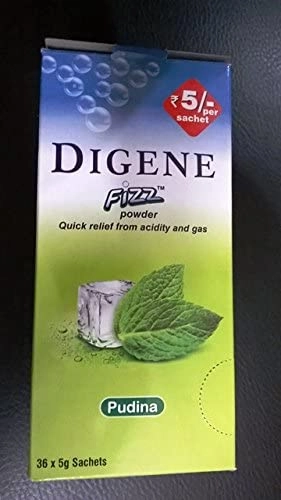 ₹5/-
per
sachet
DIGENE
Fizz™
powder
Quick relief from acidity and gas
Pudina
36 x 5g Sachets